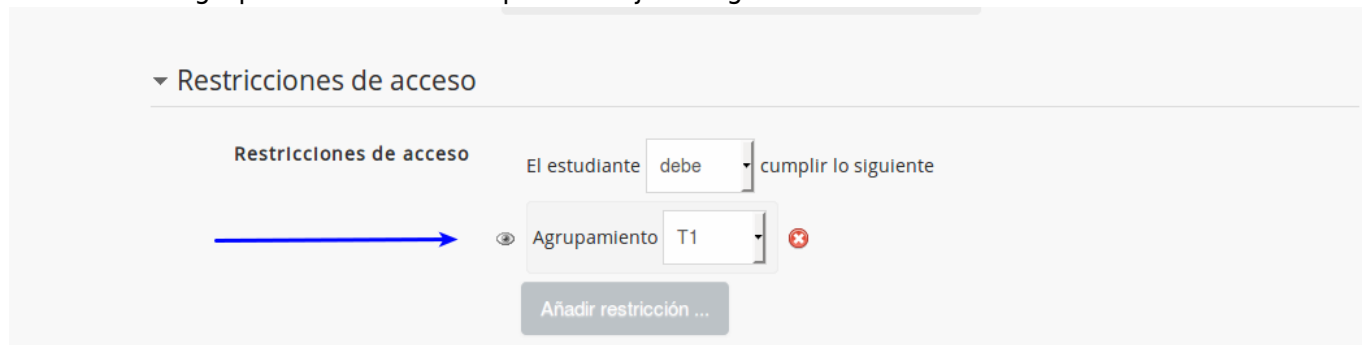 Restricciones de acceso
Restricciones de acceso El estudiante debe cumplir lo siguiente
Agrupamiento T1
Añadir restricción ...